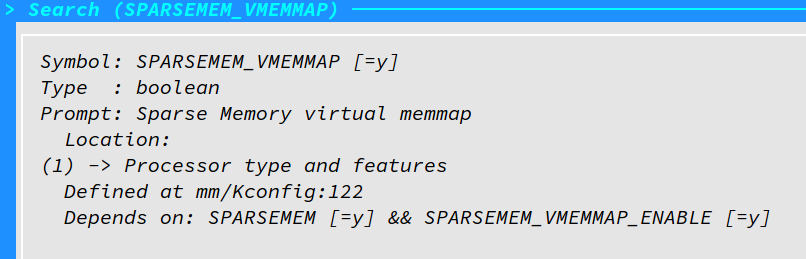 > Search (SPARSEMEM_VMEMMAP)
Symbol: SPARSEMEM_VMEMMAP [=y]
Type  : boolean
Prompt: Sparse Memory virtual memmap
  Location:
(1) -> Processor type and features
  Defined at mm/Kconfig:122
  Depends on: SPARSEMEM [=y] && SPARSEMEM_VMEMMAP_ENABLE [=y]